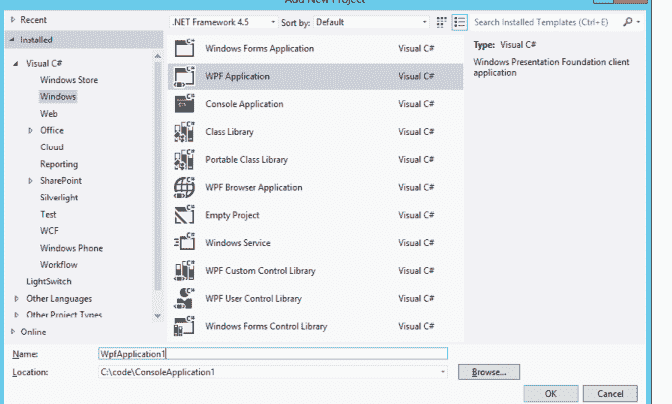 Add New Project
Recent
.NET Framework 4.5
Sort by:
Default
Search Installed Templates (Ctrl+E)
Installed
Visual C#
Windows Store
Windows
Web
Office
Cloud
Reporting
SharePoint
Silverlight
Test
WCF
Windows Phone
Workflow
LightSwitch
Other Languages
Other Project Types
Online
Windows Forms Application Visual C#
WPF Application Visual C#
Console Application Visual C#
Class Library Visual C#
Portable Class Library Visual C#
WPF Browser Application Visual C#
Empty Project Visual C#
Windows Service Visual C#
WPF Custom Control Library Visual C#
WPF User Control Library Visual C#
Windows Forms Control Library Visual C#
Type: Visual C#
Windows Presentation Foundation client
application
Name: WpfApplication1
Location: C:\code\ConsoleApplication1
Browse...
OK Cancel